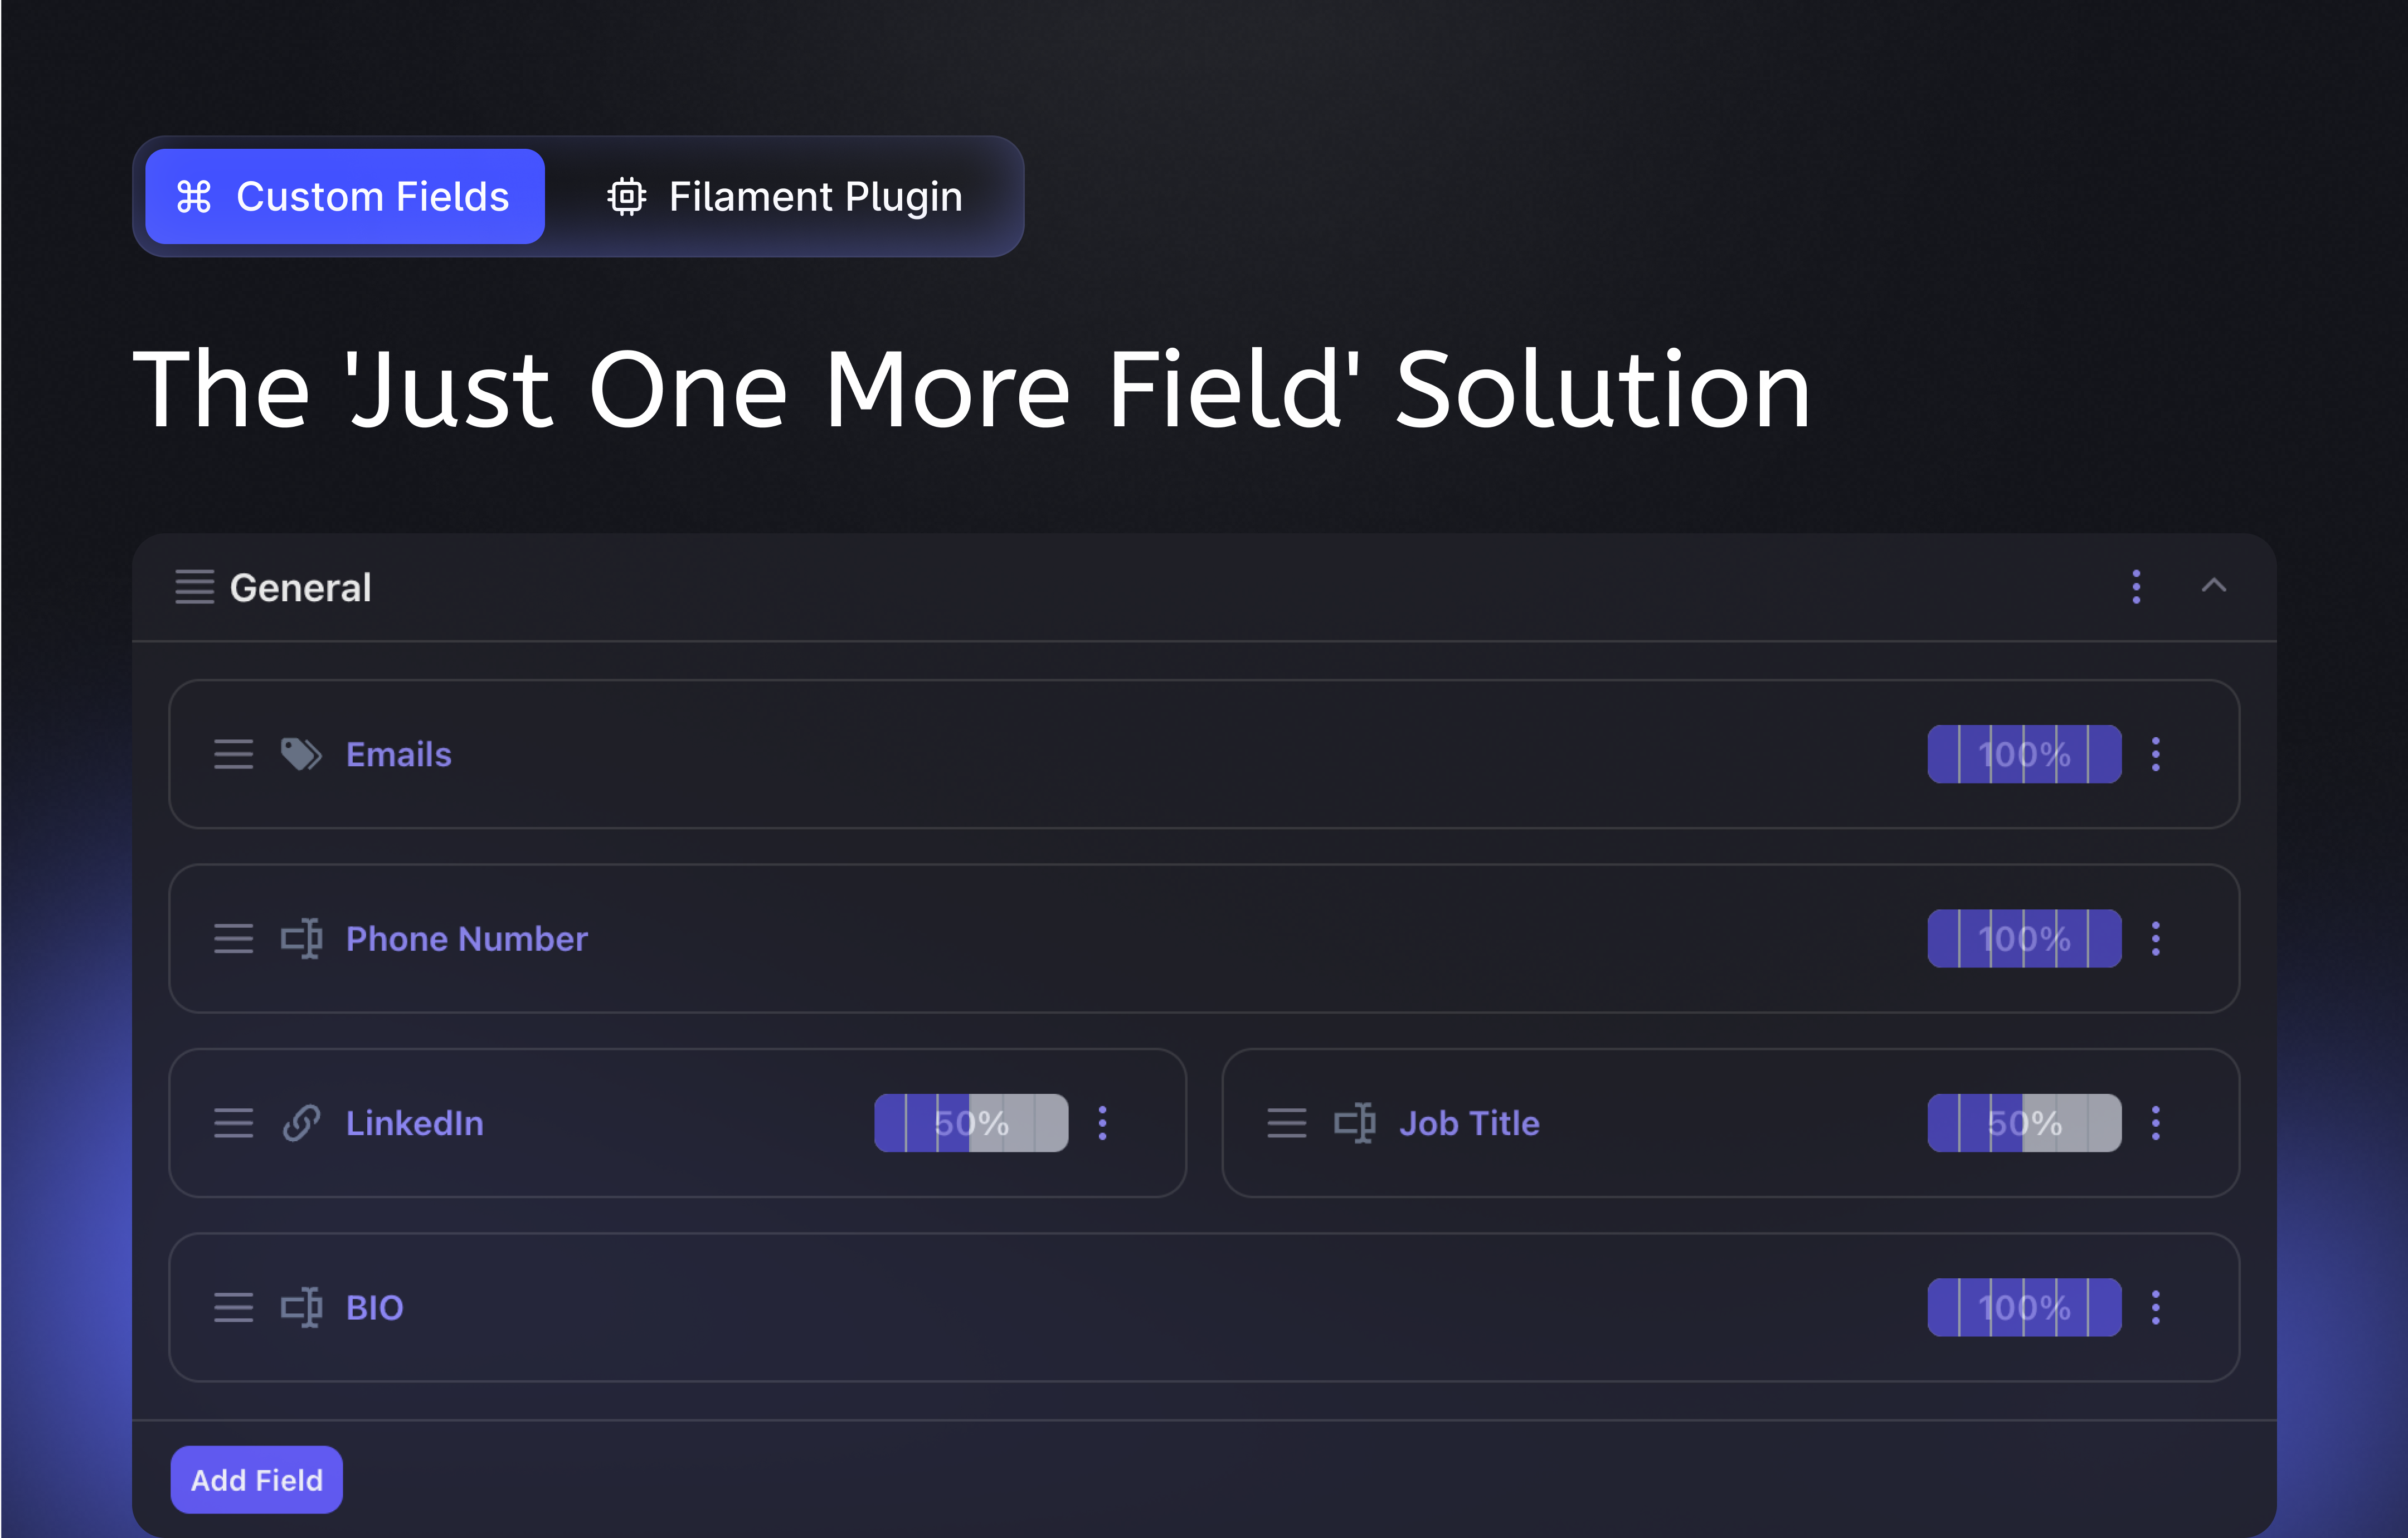 Custom Fields
Filament Plugin
The 'Just One More Field' Solution
General
Emails
100%
Phone Number
100%
LinkedIn
50%
Job Title
50%
BIO
100%
Add Field